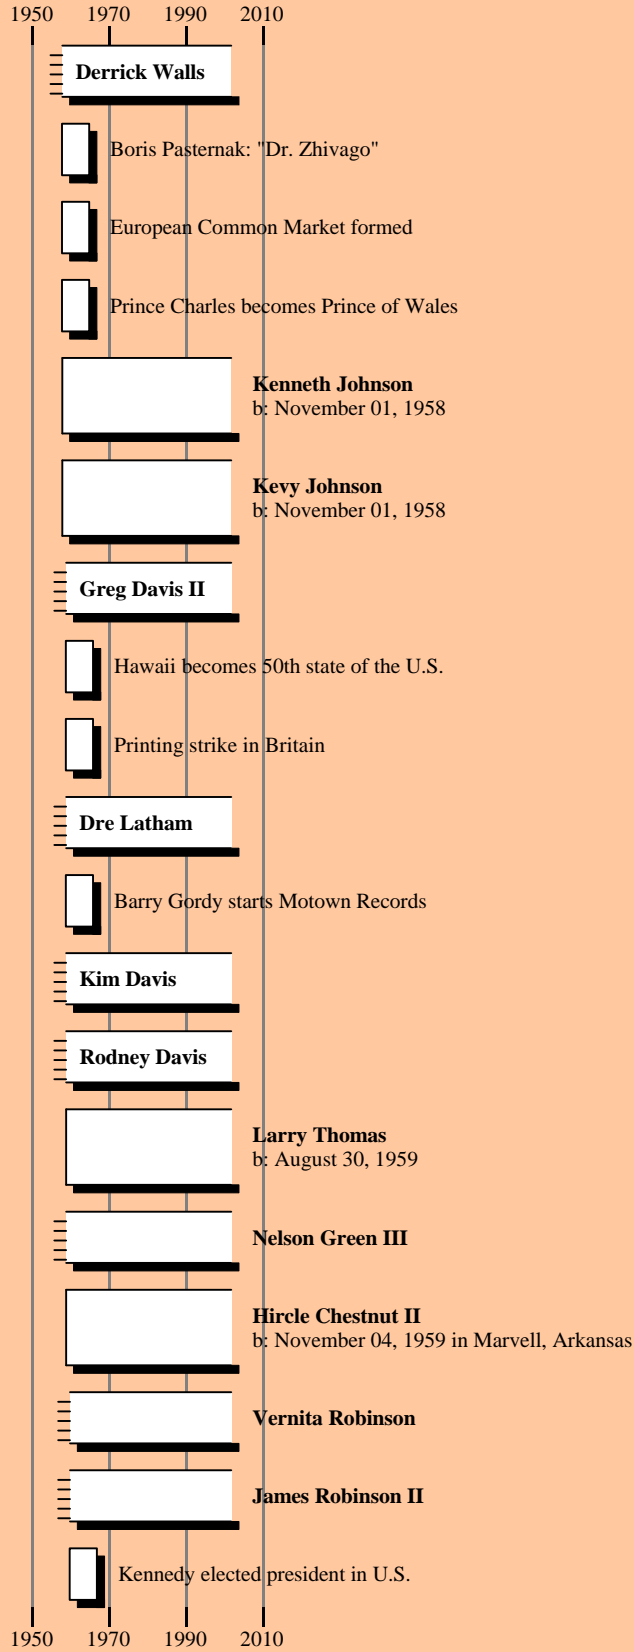 1950 1970 1990 2010
Derrick Walls
Boris Pasternak: "Dr. Zhivago"
European Common Market formed
Prince Charles becomes Prince of Wales
Kenneth Johnson
b: November 01, 1958
Kevy Johnson
b: November 01, 1958
Greg Davis II
Hawaii becomes 50th state of the U.S.
Printing strike in Britain
Dre Latham
Barry Gordy starts Motown Records
Kim Davis
Rodney Davis
Larry Thomas
b: August 30, 1959
Nelson Green III
Hircle Chestnut II
b: November 04, 1959 in Marvell, Arkansas
Vernita Robinson
James Robinson II
Kennedy elected president in U.S.
1950 1970 1990 2010